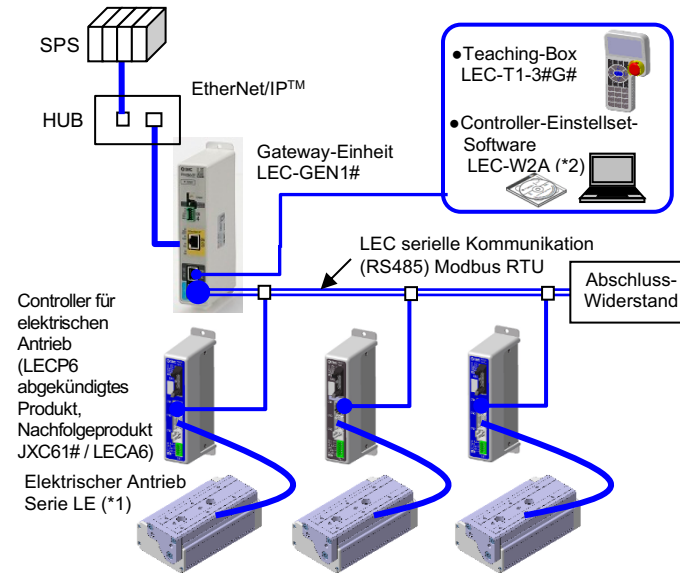 SPS
EtherNet/IP™
HUB
Gateway-Einheit
LEC-GEN1#
●Teaching-Box
LEC-T1-3#G#
●Controller-Einstellset-
Software
LEC-W2A (*2)
LEC serielle Kommunikation
(RS485) Modbus RTU
Abschluss-
Widerstand
Controller für
elektrischen
Antrieb
(LECP6
abgekündigtes
Produkt,
Nachfolgeprodukt
JXC61# / LECA6)
Elektrischer Antrieb
Serie LE (*1)